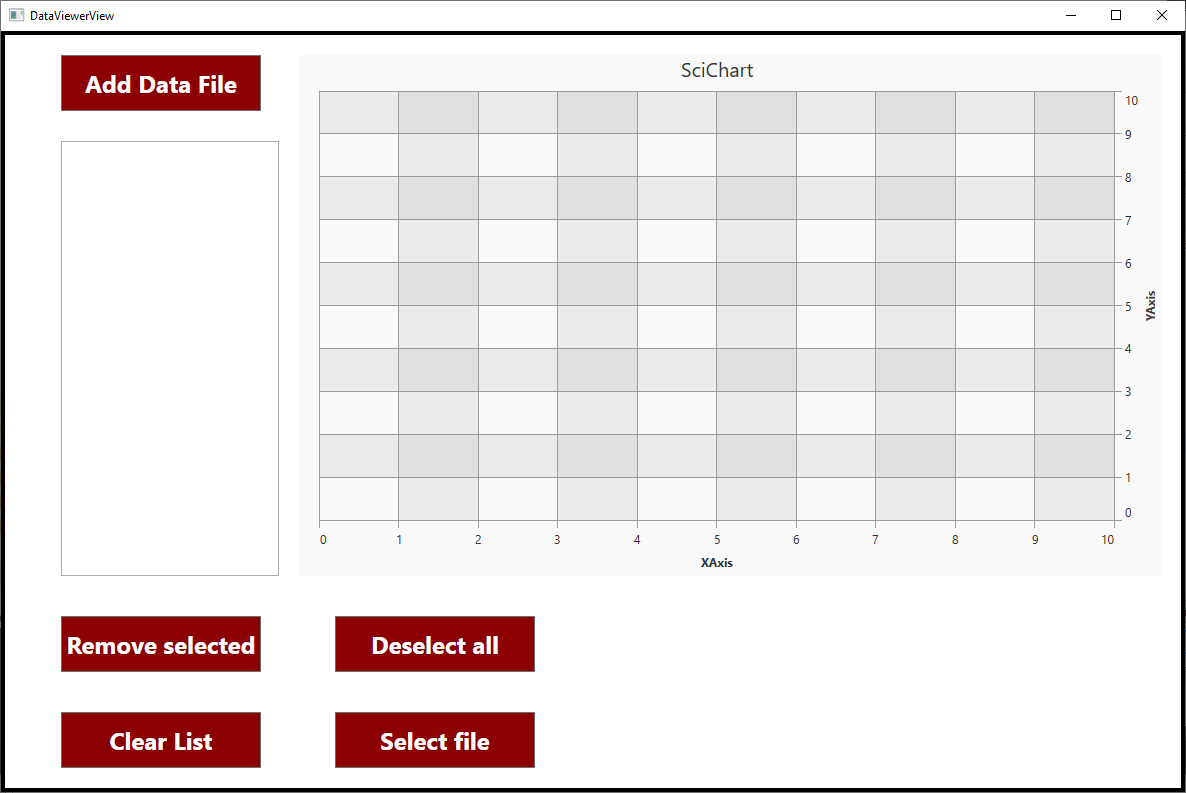 DataViewerView
Add Data File
SciChart
10
9
8
7
6
5
4
3
2
1
0
YAxis
0 1 2 3 4 5 6 7 8 9 10
XAxis
Remove selected
Deselect all
Clear List
Select file